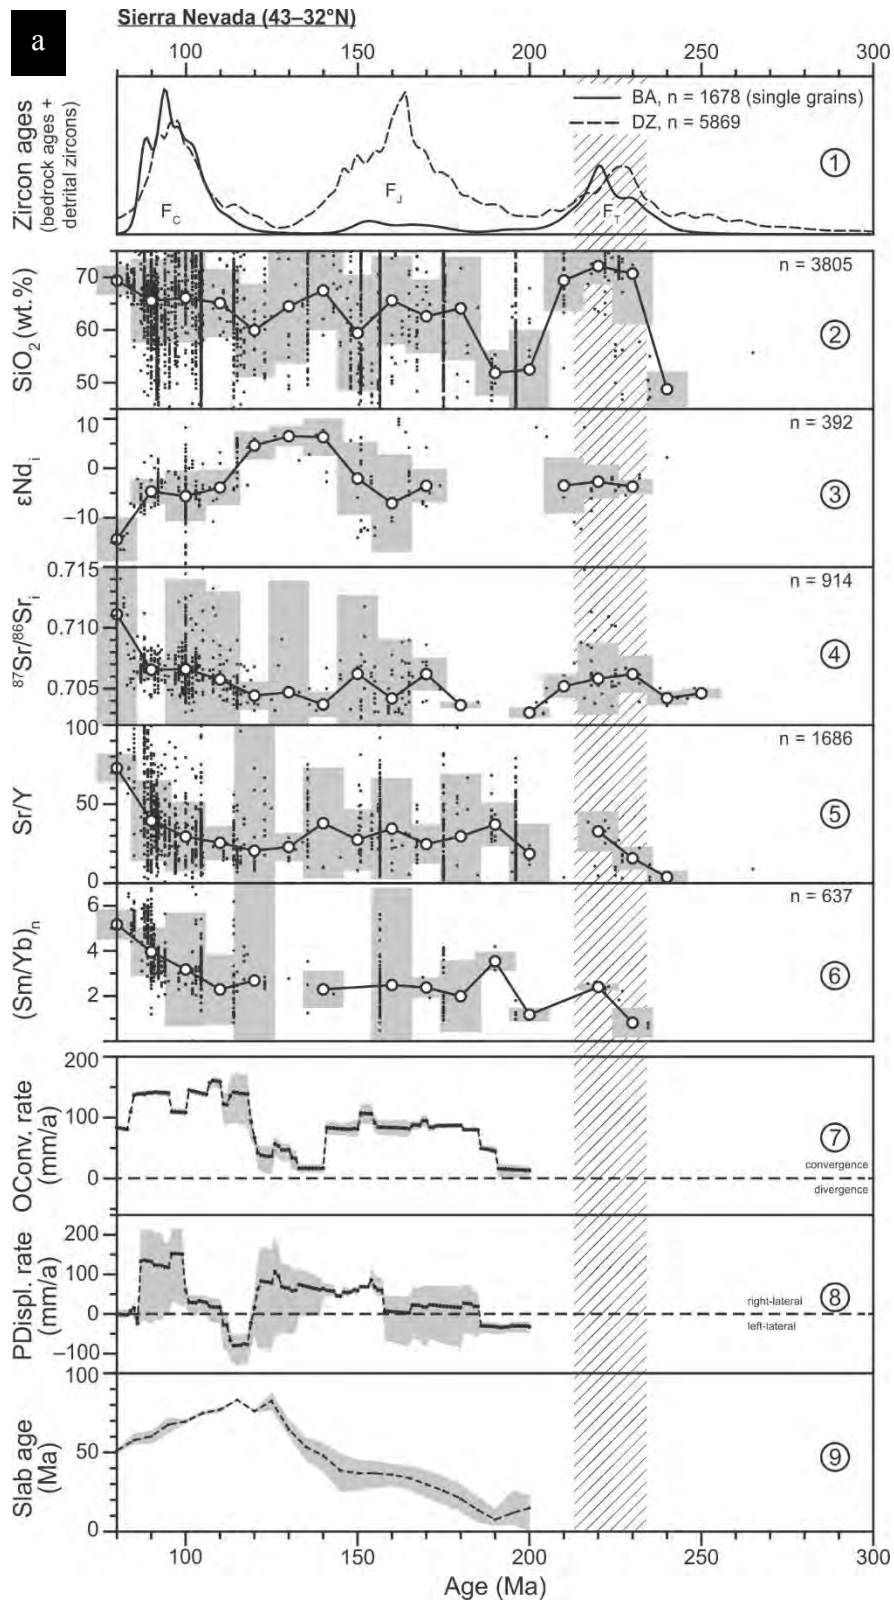 Sierra Nevada (43–32°N)
a
100 150 200 250 300
Zircon ages
(bedrock ages +
detrital zircons)
BA, n = 1678 (single grains)
DZ, n = 5869
F_C
F_J
F_T
①
SiO₂ (wt.%)
70
60
50
n = 3805
②
εNdᵢ
10
0
−10
n = 392
③
⁸⁷Sr/⁸⁶Srᵢ
0.715
0.710
0.705
n = 914
④
Sr/Y
100
50
0
n = 1686
⑤
(Sm/Yb)ₙ
6
4
2
n = 637
⑥
OConv. rate
(mm/a)
200
100
0
convergence
divergence
⑦
PDispl. rate
(mm/a)
200
100
0
−100
right-lateral
left-lateral
⑧
Slab age
(Ma)
100
50
0
⑨
100 150 200 250 300
Age (Ma)